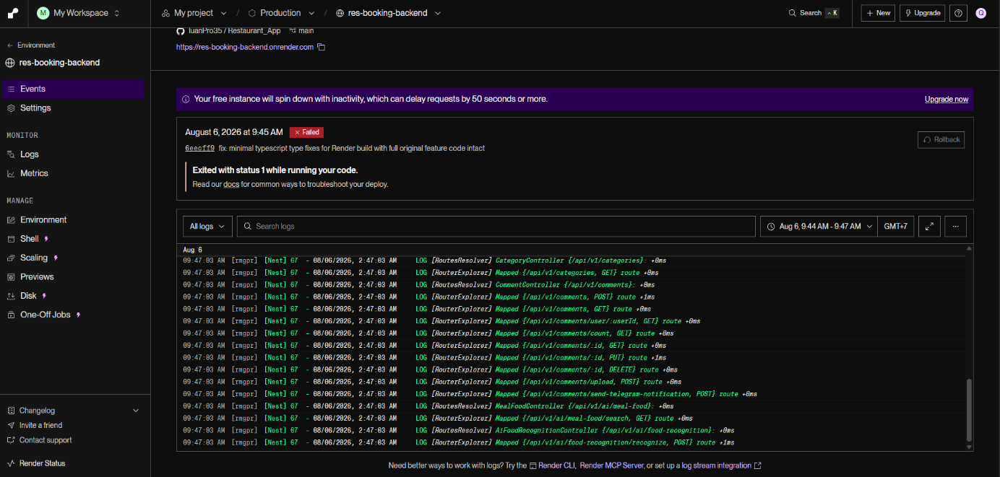 M My Workspace
My project / Production / res-booking-backend
Search ⌃ K
+ New
Upgrade
Q
← Environment
res-booking-backend
Events
Settings
MONITOR
Logs
Metrics
MANAGE
Environment
Shell
Scaling
Previews
Disk
One-Off Jobs
Changelog
Invite a friend
Contact support
Render Status
TuanPro35 / Restaurant_App main
https://res-booking-backend.onrender.com
Your free instance will spin down with inactivity, which can delay requests by 50 seconds or more.
Upgrade now
August 6, 2026 at 9:45 AM × Failed
6eecff9 fix: minimal typescript type fixes for Render build with full original feature code intact
Rollback
Exited with status 1 while running your code.
Read our docs for common ways to troubleshoot your deploy.
All logs
Search logs
Aug 6, 9:44 AM - 9:47 AM
GMT+7
...
Aug 6
09:47:03 AM [rmgpr] [Nest] 67 - 08/06/2026, 2:47:03 AM LOG [RoutesResolver] CategoryController {/api/v1/categories}: +0ms
09:47:03 AM [rmgpr] [Nest] 67 - 08/06/2026, 2:47:03 AM LOG [RouterExplorer] Mapped {/api/v1/categories, GET} route +0ms
09:47:03 AM [rmgpr] [Nest] 67 - 08/06/2026, 2:47:03 AM LOG [RoutesResolver] CommentController {/api/v1/comments}: +0ms
09:47:03 AM [rmgpr] [Nest] 67 - 08/06/2026, 2:47:03 AM LOG [RouterExplorer] Mapped {/api/v1/comments, POST} route +1ms
09:47:03 AM [rmgpr] [Nest] 67 - 08/06/2026, 2:47:03 AM LOG [RouterExplorer] Mapped {/api/v1/comments, GET} route +0ms
09:47:03 AM [rmgpr] [Nest] 67 - 08/06/2026, 2:47:03 AM LOG [RouterExplorer] Mapped {/api/v1/comments/user/:userId, GET} route +0ms
09:47:03 AM [rmgpr] [Nest] 67 - 08/06/2026, 2:47:03 AM LOG [RouterExplorer] Mapped {/api/v1/comments/count, GET} route +0ms
09:47:03 AM [rmgpr] [Nest] 67 - 08/06/2026, 2:47:03 AM LOG [RouterExplorer] Mapped {/api/v1/comments/:id, GET} route +0ms
09:47:03 AM [rmgpr] [Nest] 67 - 08/06/2026, 2:47:03 AM LOG [RouterExplorer] Mapped {/api/v1/comments/:id, PUT} route +1ms
09:47:03 AM [rmgpr] [Nest] 67 - 08/06/2026, 2:47:03 AM LOG [RouterExplorer] Mapped {/api/v1/comments/:id, DELETE} route +0ms
09:47:03 AM [rmgpr] [Nest] 67 - 08/06/2026, 2:47:03 AM LOG [RouterExplorer] Mapped {/api/v1/comments/upload, POST} route +0ms
09:47:03 AM [rmgpr] [Nest] 67 - 08/06/2026, 2:47:03 AM LOG [RouterExplorer] Mapped {/api/v1/comments/send-telegram-notification, POST} route +0ms
09:47:03 AM [rmgpr] [Nest] 67 - 08/06/2026, 2:47:03 AM LOG [RoutesResolver] MealFoodController {/api/v1/ai/meal-food}: +0ms
09:47:03 AM [rmgpr] [Nest] 67 - 08/06/2026, 2:47:03 AM LOG [RouterExplorer] Mapped {/api/v1/ai/meal-food/search, GET} route +0ms
09:47:03 AM [rmgpr] [Nest] 67 - 08/06/2026, 2:47:03 AM LOG [RoutesResolver] AiFoodRecognitionController {/api/v1/ai/food-recognition}: +0ms
09:47:03 AM [rmgpr] [Nest] 67 - 08/06/2026, 2:47:03 AM LOG [RouterExplorer] Mapped {/api/v1/ai/food-recognition/recognize, POST} route +1ms
Need better ways to work with logs? Try the Render CLI, Render MCP Server, or set up a log stream integration